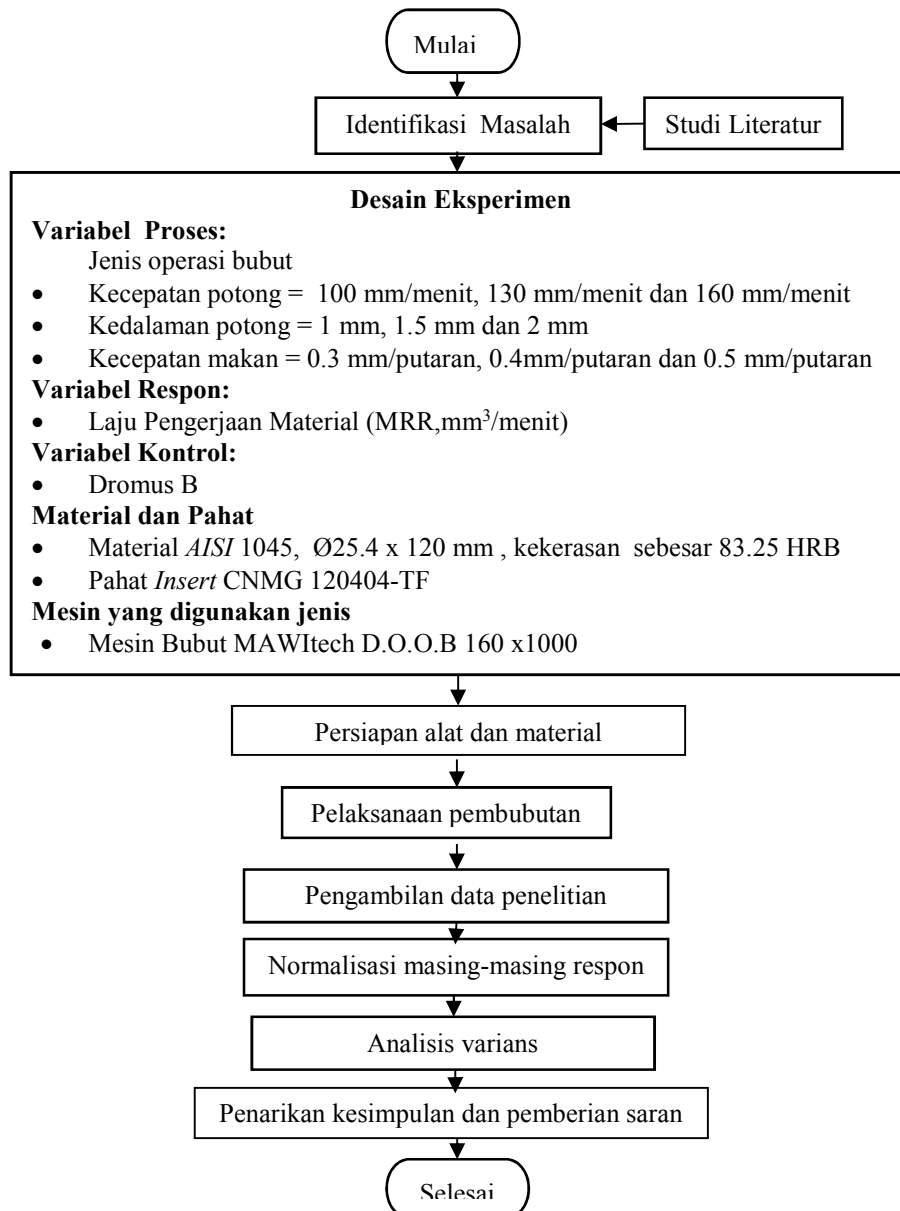 Mulai
Identifikasi Masalah
Studi Literatur
Desain Eksperimen
Variabel Proses:
Jenis operasi bubut
• Kecepatan potong = 100 mm/menit, 130 mm/menit dan 160 mm/menit
• Kedalaman potong = 1 mm, 1.5 mm dan 2 mm
• Kecepatan makan = 0.3 mm/putaran, 0.4mm/putaran dan 0.5 mm/putaran
Variabel Respon:
• Laju Pengerjaan Material (MRR,mm³/menit)
Variabel Kontrol:
• Dromus B
Material dan Pahat
• Material AISI 1045, Ø25.4 x 120 mm , kekerasan sebesar 83.25 HRB
• Pahat Insert CNMG 120404-TF
Mesin yang digunakan jenis
• Mesin Bubut MAWItech D.O.O.B 160 x1000
Persiapan alat dan material
Pelaksanaan pembubutan
Pengambilan data penelitian
Normalisasi masing-masing respon
Analisis varians
Penarikan kesimpulan dan pemberian saran
Selesai